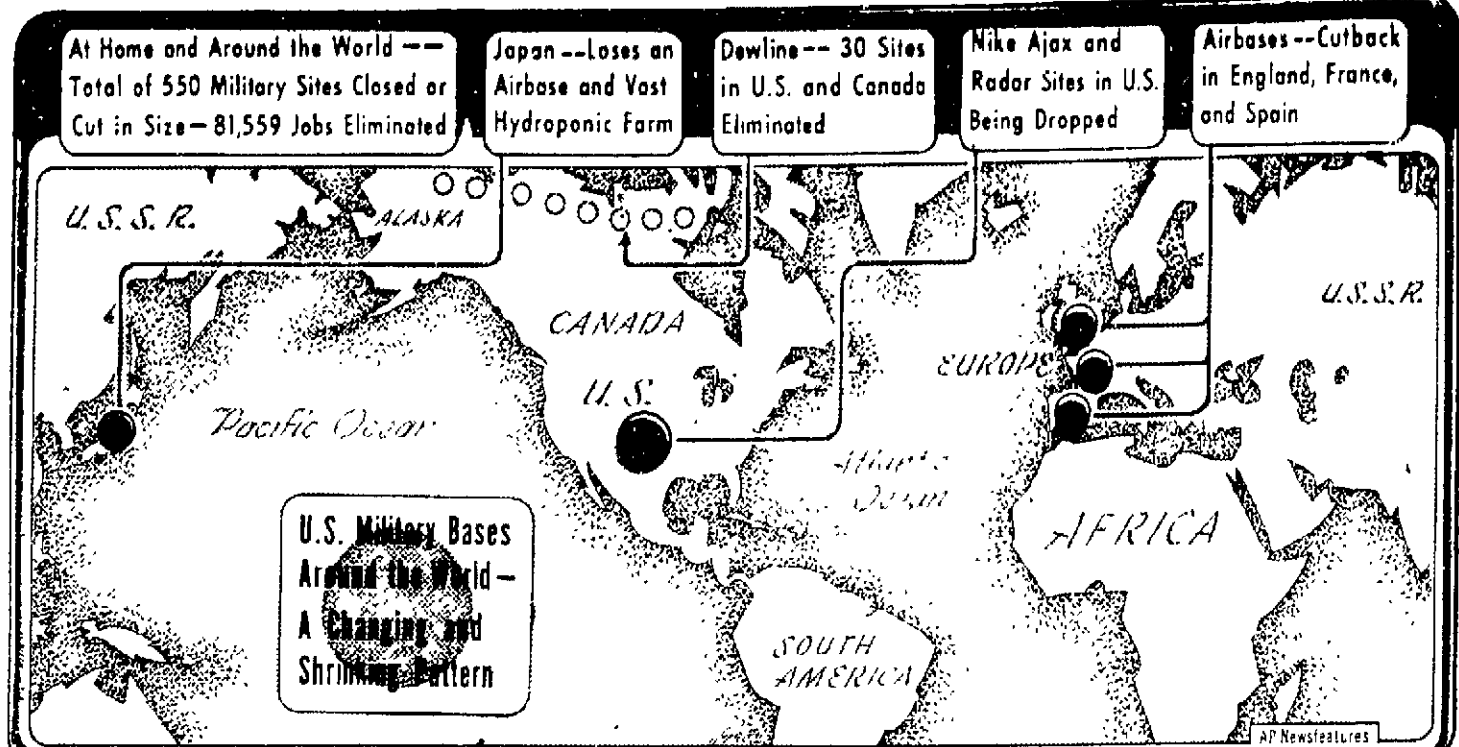 At Home and Around the World --
Total of 550 Military Sites Closed or
Cut in Size — 81,559 Jobs Eliminated
Japan --Loses an
Airbase and Vast
Hydroponic Farm
Dewline -- 30 Sites
in U.S. and Canada
Eliminated
Nike Ajax and
Radar Sites in U.S.
Being Dropped
Airbases --Cutback
in England, France,
and Spain
U.S.S.R.
ALASKA
CANADA
U.S.
Pacific Ocean
EUROPE
U.S.S.R.
Atlantic
Ocean
AFRICA
SOUTH
AMERICA
U.S. Military Bases
Around the World —
A Changing and
Shrinking Pattern
AP Newsfeatures